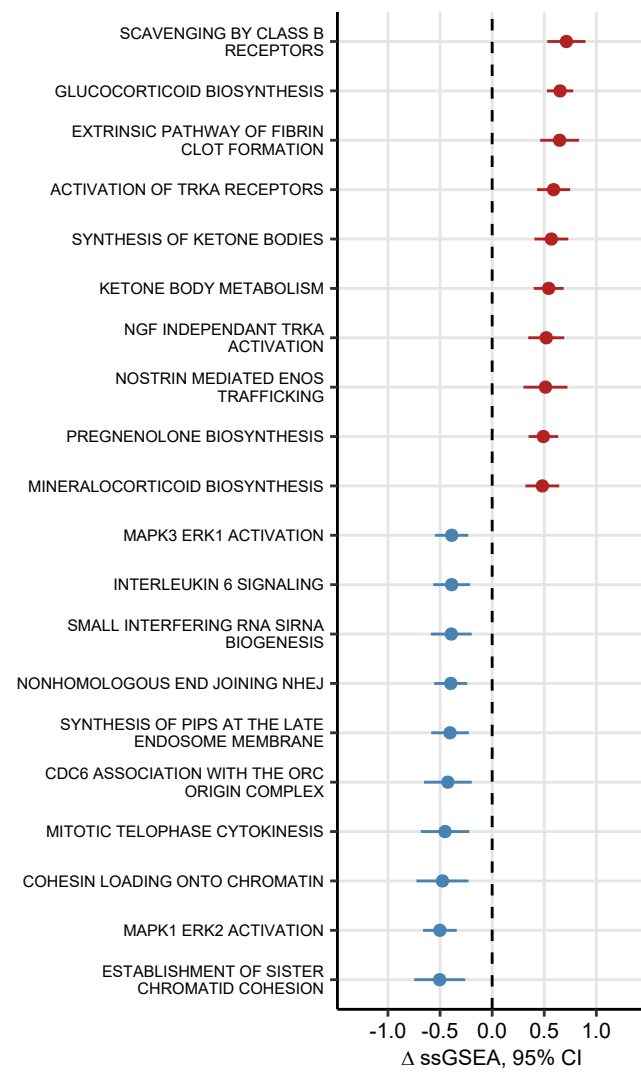 SCAVENGING BY CLASS B
RECEPTORS
GLUCOCORTICOID BIOSYNTHESIS
EXTRINSIC PATHWAY OF FIBRIN
CLOT FORMATION
ACTIVATION OF TRKA RECEPTORS
SYNTHESIS OF KETONE BODIES
KETONE BODY METABOLISM
NGF INDEPENDANT TRKA
ACTIVATION
NOSTRIN MEDIATED ENOS
TRAFFICKING
PREGNENOLONE BIOSYNTHESIS
MINERALOCORTICOID BIOSYNTHESIS
MAPK3 ERK1 ACTIVATION
INTERLEUKIN 6 SIGNALING
SMALL INTERFERING RNA SIRNA
BIOGENESIS
NONHOMOLOGOUS END JOINING NHEJ
SYNTHESIS OF PIPS AT THE LATE
ENDOSOME MEMBRANE
CDC6 ASSOCIATION WITH THE ORC
ORIGIN COMPLEX
MITOTIC TELOPHASE CYTOKINESIS
COHESIN LOADING ONTO CHROMATIN
MAPK1 ERK2 ACTIVATION
ESTABLISHMENT OF SISTER
CHROMATID COHESION
-1.0 -0.5 0.0 0.5 1.0
Δ ssGSEA, 95% CI